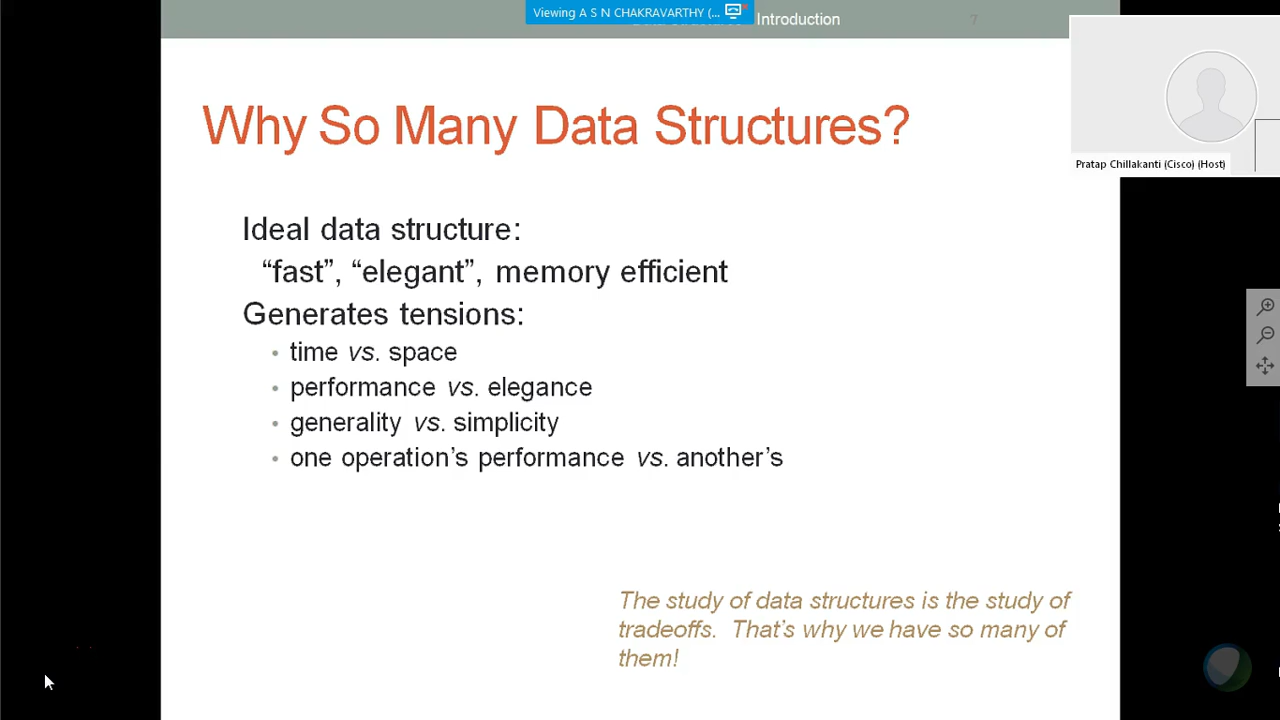 Viewing A S N CHAKRAVARTHY (...
Introduction
7
Pratap Chillakanti (Cisco) (Host)
Why So Many Data Structures?
Ideal data structure:
“fast”, “elegant”, memory efficient
Generates tensions:
• time vs. space
• performance vs. elegance
• generality vs. simplicity
• one operation’s performance vs. another’s
The study of data structures is the study of
tradeoffs. That’s why we have so many of
them!